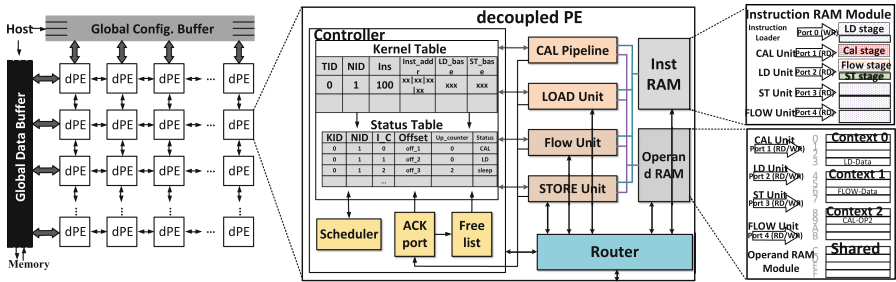 Host
Global Config. Buffer
Global Data Buffer
dPE dPE dPE ... dPE
dPE dPE dPE ... dPE
dPE dPE dPE ... dPE
dPE dPE dPE ... dPE
Memory
decoupled PE
Controller
Kernel Table
TID NID Ins Inst_addr LD_base ST_base
0 1 100 xx|xx|xx|xx xxx xxx
Status Table
KID NID I_C Offset Up_counter Status
0 1 0 off_1 0 CAL
0 1 1 off_2 0 LD
0 1 2 off_3 2 sleep
...
Scheduler
ACK port
Free list
CAL Pipeline
LOAD Unit
Flow Unit
STORE Unit
Inst RAM
Operand RAM
Router
Instruction RAM Module
Instruction Loader
Port 0 (WR)
LD stage
CAL Unit
Port 1 (RD)
Cal stage
Flow stage
LD Unit
Port 2 (RD)
ST stage
ST Unit
Port 3 (RD)
FLOW Unit
Port 4 (RD)
CAL Unit
Port 1 (RD/WR)
Context 0
LD-Data
LD Unit
Port 2 (RD/WR)
Context 1
FLOW-Data
ST Unit
Port 3 (RD/WR)
Context 2
CAL-OP2
FLOW Unit
Port 4 (RD/WR)
Shared
Operand RAM Module